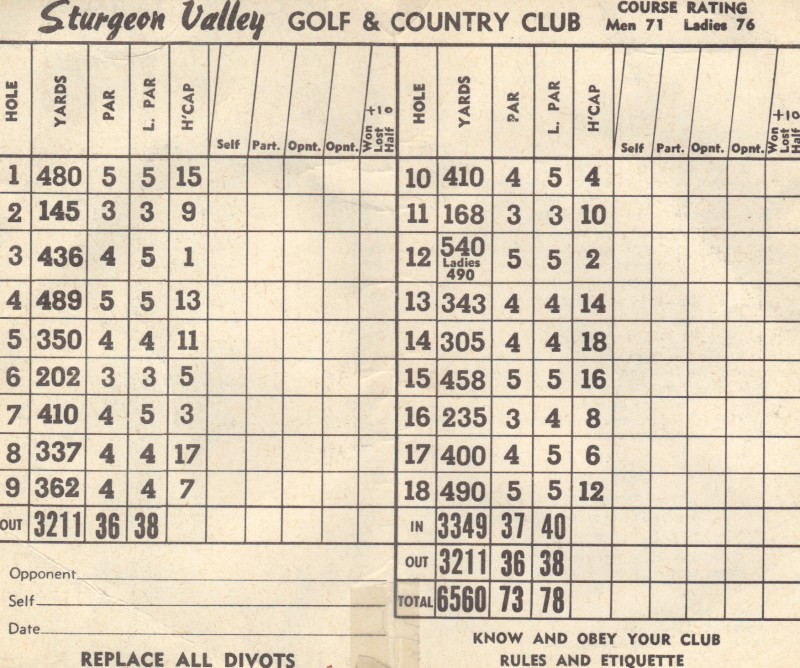 Sturgeon Valley GOLF & COUNTRY CLUB
COURSE RATING
Men 71 Ladies 76
HOLE YARDS PAR L. PAR H'CAP Self Part. Opnt. Opnt. +10 Won Lost Half
1 480 5 5 15
2 145 3 3 9
3 436 4 5 1
4 489 5 5 13
5 350 4 4 11
6 202 3 3 5
7 410 4 5 3
8 337 4 4 17
9 362 4 4 7
OUT 3211 36 38
Opponent
Self
Date
REPLACE ALL DIVOTS
HOLE YARDS PAR L. PAR H'CAP Self Part. Opnt. Opnt. +10 Won Lost Half
10 410 4 5 4
11 168 3 3 10
12 540 Ladies 490 5 5 2
13 343 4 4 14
14 305 4 4 18
15 458 5 5 16
16 235 3 4 8
17 400 4 5 6
18 490 5 5 12
IN 3349 37 40
OUT 3211 36 38
TOTAL 6560 73 78
KNOW AND OBEY YOUR CLUB
RULES AND ETIQUETTE